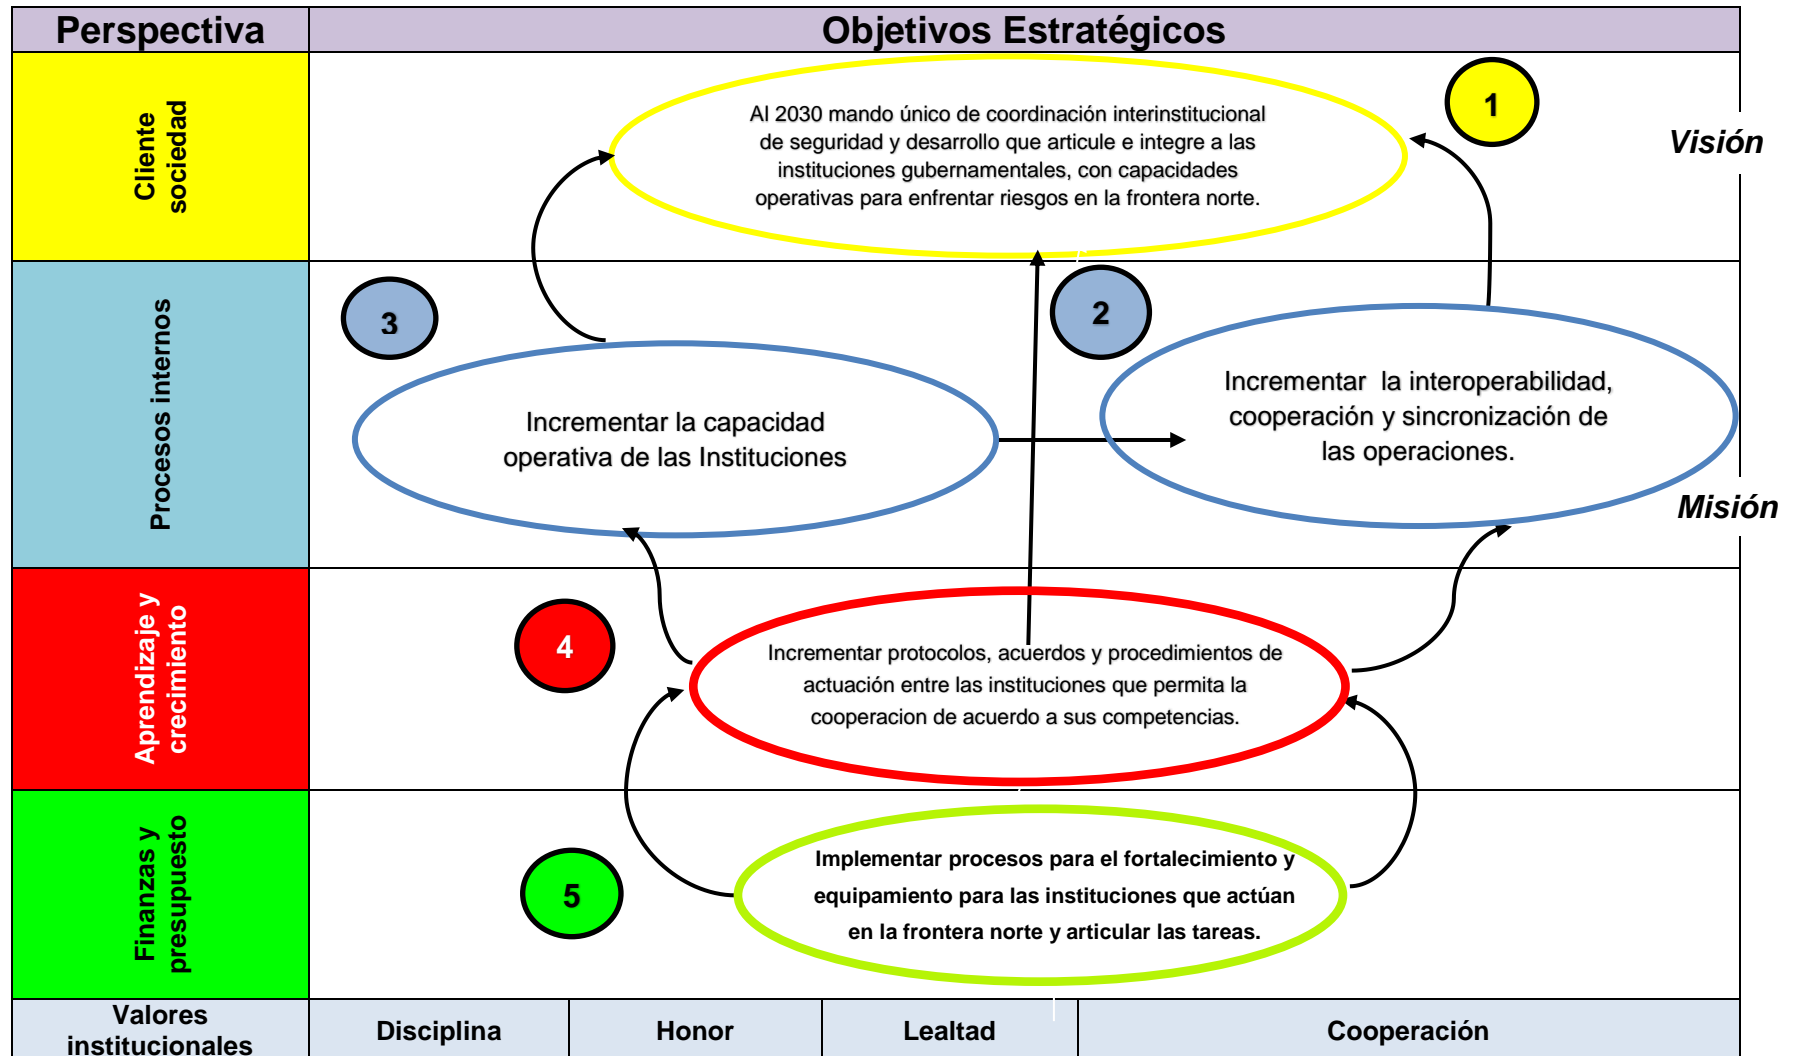 Perspectiva
Objetivos Estratégicos
Cliente
sociedad
Al 2030 mando único de coordinación interinstitucional
de seguridad y desarrollo que articule e integre a las
instituciones gubernamentales, con capacidades
operativas para enfrentar riesgos en la frontera norte.
1
Visión
Procesos internos
3
2
Incrementar la capacidad
operativa de las Instituciones
Incrementar  la interoperabilidad,
cooperación y sincronización de
las operaciones.
Misión
Aprendizaje y
crecimiento
4
Incrementar protocolos, acuerdos y procedimientos de
actuación entre las instituciones que permita la
cooperacion de acuerdo a sus competencias.
Finanzas y
presupuesto
5
Implementar procesos para el fortalecimiento y
equipamiento para las instituciones que actúan
en la frontera norte y articular las tareas.
Valores
institucionales
Disciplina
Honor
Lealtad
Cooperación